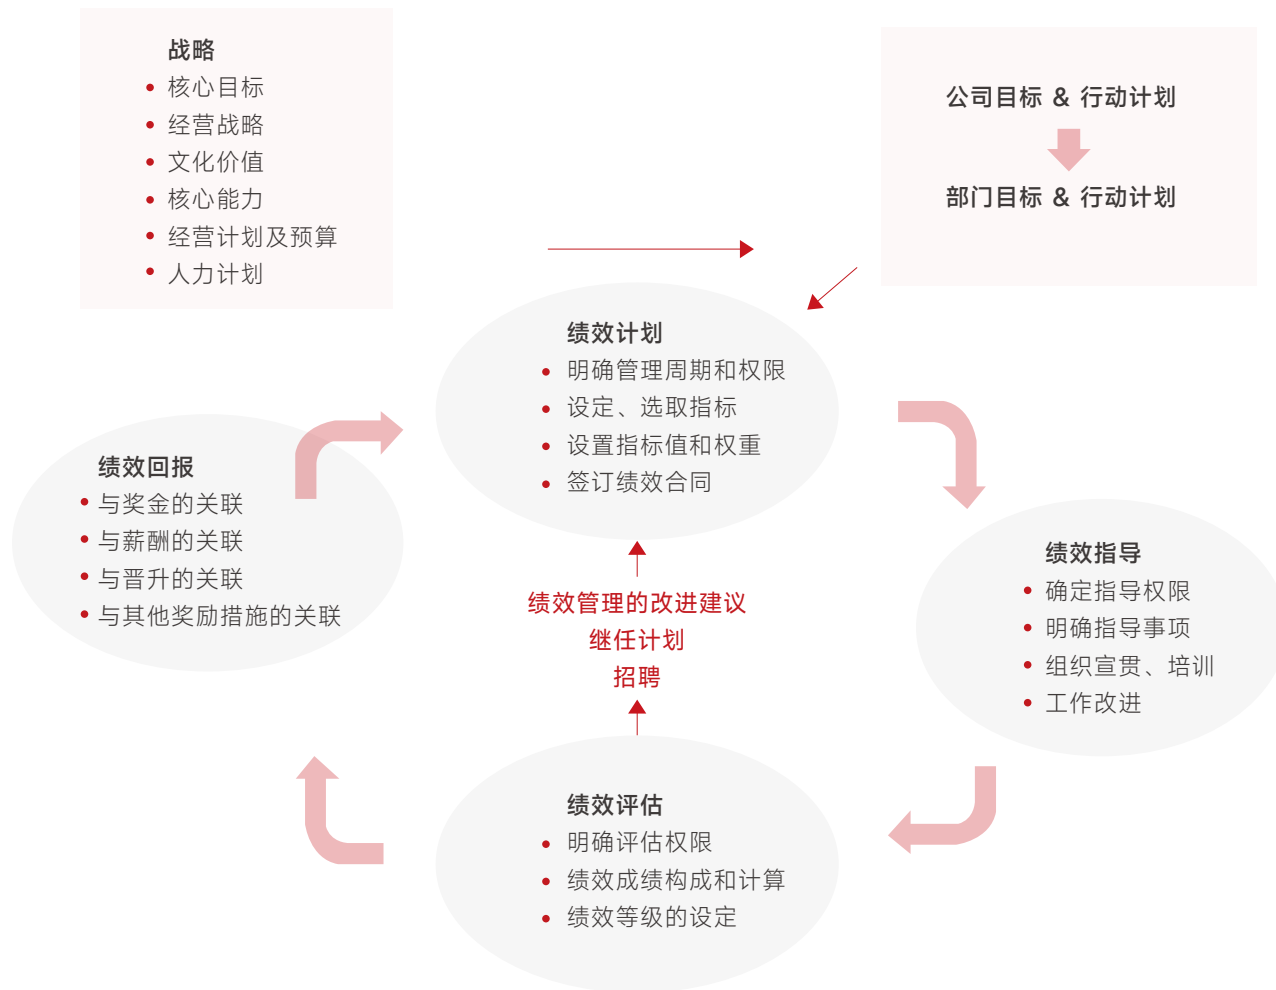 战略
核心目标
经营战略
文化价值
核心能力
经营计划及预算
人力计划
公司目标 & 行动计划
部门目标 & 行动计划
绩效计划
明确管理周期和权限
设定、选取指标
设置指标值和权重
签订绩效合同
绩效回报
与奖金的关联
与薪酬的关联
与晋升的关联
与其他奖励措施的关联
绩效指导
确定指导权限
明确指导事项
组织宣贯、培训
工作改进
绩效管理的改进建议
继任计划
招聘
绩效评估
明确评估权限
绩效成绩构成和计算
绩效等级的设定